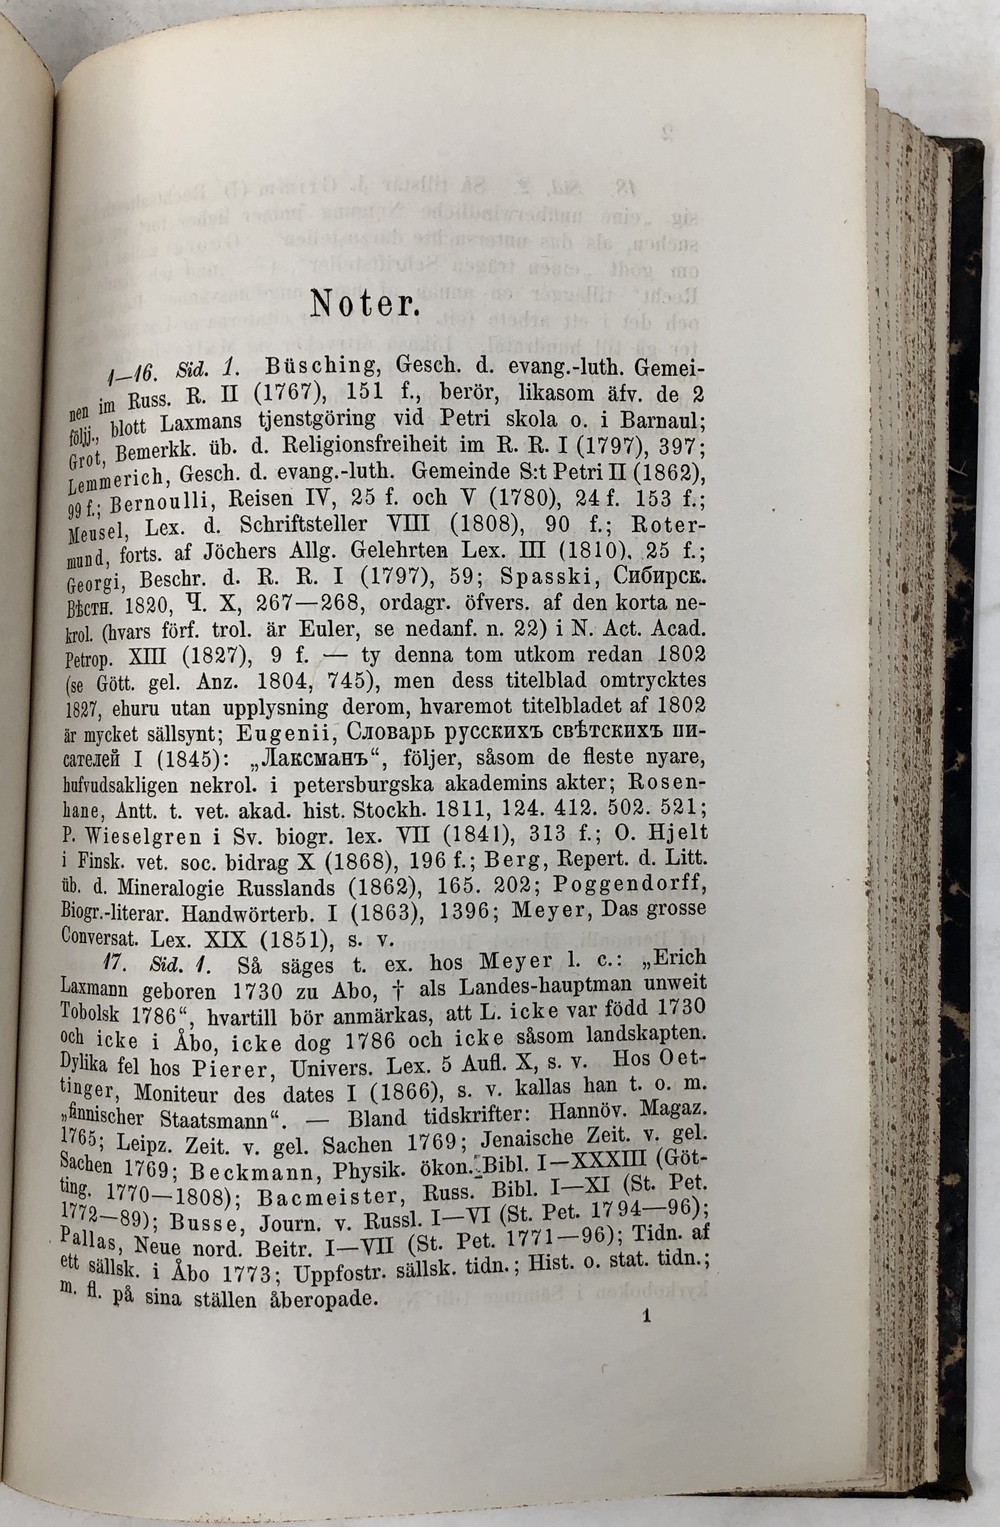 Noter.
1—16. Sid. 1. Büsching, Gesch. d. evang.-luth. Gemei-
nen im Russ. R. II (1767), 151 f., berör, likasom äfv. de 2
följj., blott Laxmans tjenstgöring vid Petri skola o. i Barnaul;
Grot, Bemerkk. üb. d. Religionsfreiheit im R. R. I (1797), 397;
Lemmerich, Gesch. d. evang.-luth. Gemeinde S:t Petri II (1862),
99 f.; Bernoulli, Reisen IV, 25 f. och V (1780), 24 f. 153 f.;
Meusel, Lex. d. Schriftsteller VIII (1808), 90 f.; Roter-
mund, forts. af Jöchers Allg. Gelehrten Lex. III (1810), 25 f.;
Georgi, Beschr. d. R. R. I (1797), 59; Spasski, Сибирск.
Вѣстн. 1820, Ч. X, 267—268, ordagr. öfvers. af den korta ne-
krol. (hvars förf. trol. är Euler, se nedanf. n. 22) i N. Act. Acad.
Petrop. XIII (1827), 9 f. — ty denna tom utkom redan 1802
(se Gött. gel. Anz. 1804, 745), men dess titelblad omtrycktes
1827, ehuru utan upplysning derom, hvaremot titelbladet af 1802
är mycket sällsynt; Eugenii, Словарь русскихъ свѣтскихъ пи-
сателей I (1845): „Лаксманъ“, följer, såsom de fleste nyare,
hufvudsakligen nekrol. i petersburgska akademins akter; Rosen-
hane, Antt. t. vet. akad. hist. Stockh. 1811, 124. 412. 502. 521;
P. Wieselgren i Sv. biogr. lex. VII (1841), 313 f.; O. Hjelt
i Finsk. vet. soc. bidrag X (1868), 196 f.; Berg, Repert. d. Litt.
üb. d. Mineralogie Russlands (1862), 165. 202; Poggendorff,
Biogr.-literar. Handwörterb. I (1863), 1396; Meyer, Das grosse
Conversat. Lex. XIX (1851), s. v.
17. Sid. 1. Så säges t. ex. hos Meyer l. c.: „Erich
Laxmann geboren 1730 zu Abo, † als Landes-hauptman unweit
Tobolsk 1786“, hvartill bör anmärkas, att L. icke var född 1730
och icke i Åbo, icke dog 1786 och icke såsom landskapten.
Dylika fel hos Pierer, Univers. Lex. 5 Aufl. X, s. v. Hos Oet-
tinger, Moniteur des dates I (1866), s. v. kallas han t. o. m.
„finnischer Staatsmann“. — Bland tidskrifter: Hannöv. Magaz.
1765; Leipz. Zeit. v. gel. Sachen 1769; Jenaische Zeit. v. gel.
Sachen 1769; Beckmann, Physik. ökon. Bibl. I—XXXIII (Göt-
ting. 1770—1808); Bacmeister, Russ. Bibl. I—XI (St. Pet.
1772—89); Busse, Journ. v. Russl. I—VI (St. Pet. 1794—96);
Pallas, Neue nord. Beitr. I—VII (St. Pet. 1771—96); Tidn. af
ett sällsk. i Åbo 1773; Uppfostr. sällsk. tidn.; Hist. o. stat. tidn.;
m. fl. på sina ställen åberopade.
1